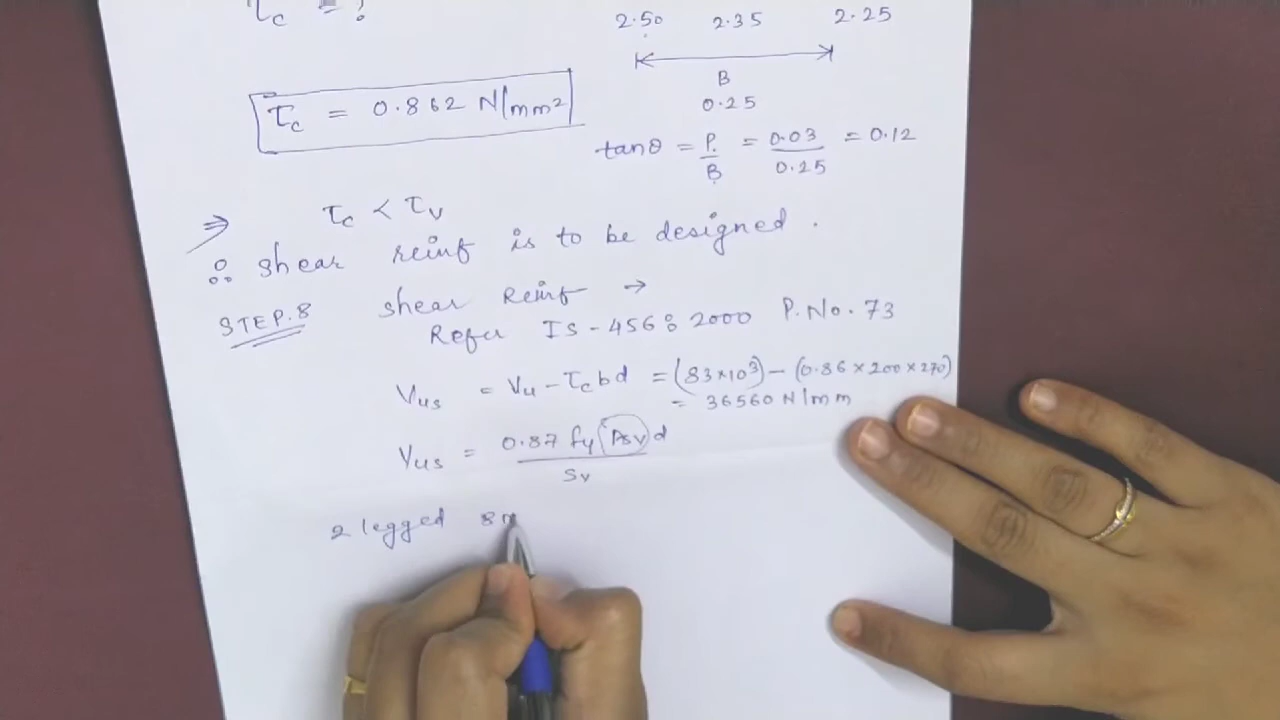 τc = ?
2.50 2.35 2.25
B
0.25
τc = 0.862 N/mm²
tanθ = P/B = 0.03/0.25 = 0.12
⇒ τc < τv
∴ shear reinf is to be designed.
STEP.8 shear Reinf →
Refer IS-456:2000 P.No.73
Vus = Vu - τcbd = (83×10³) - (0.86×200×270)
= 36560 N/mm
Vus = 0.87 fy Asv d / Sv
2 legged 8